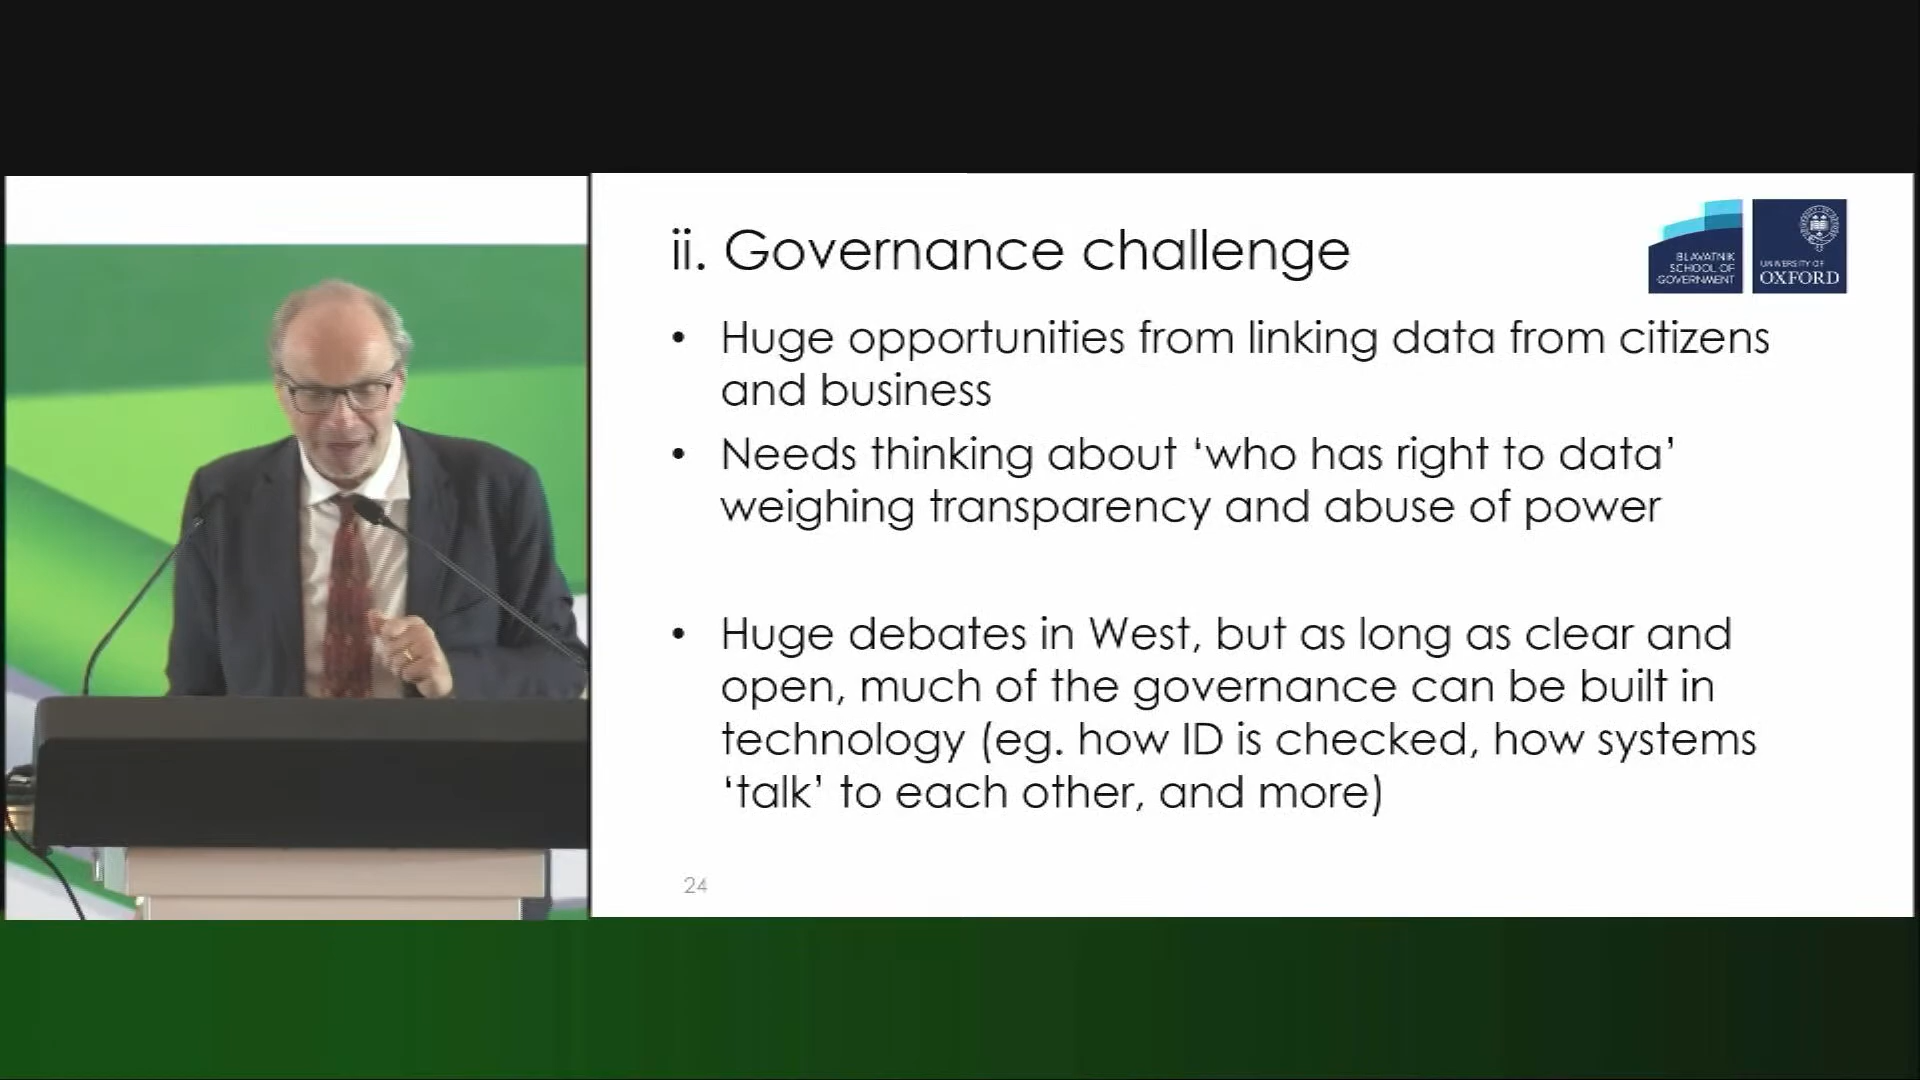 ii. Governance challenge
BLAVATNIK
SCHOOL OF
GOVERNMENT
UNIVERSITY OF
OXFORD
• Huge opportunities from linking data from citizens
and business
• Needs thinking about ‘who has right to data’
weighing transparency and abuse of power
• Huge debates in West, but as long as clear and
open, much of the governance can be built in
technology (eg. how ID is checked, how systems
‘talk’ to each other, and more)
24